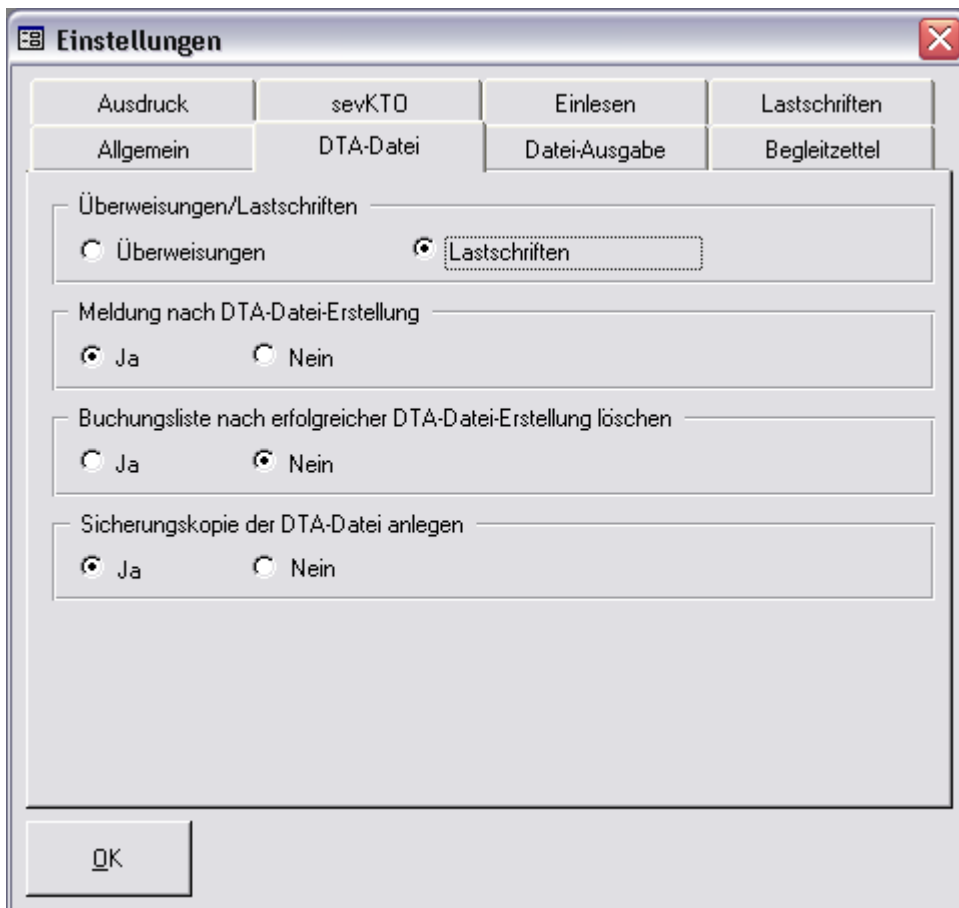 Einstellungen
Ausdruck sevKTO Einlesen Lastschriften
Allgemein DTA-Datei Datei-Ausgabe Begleitzettel
Überweisungen/Lastschriften
Überweisungen Lastschriften
Meldung nach DTA-Datei-Erstellung
Ja Nein
Buchungsliste nach erfolgreicher DTA-Datei-Erstellung löschen
Ja Nein
Sicherungskopie der DTA-Datei anlegen
Ja Nein
OK